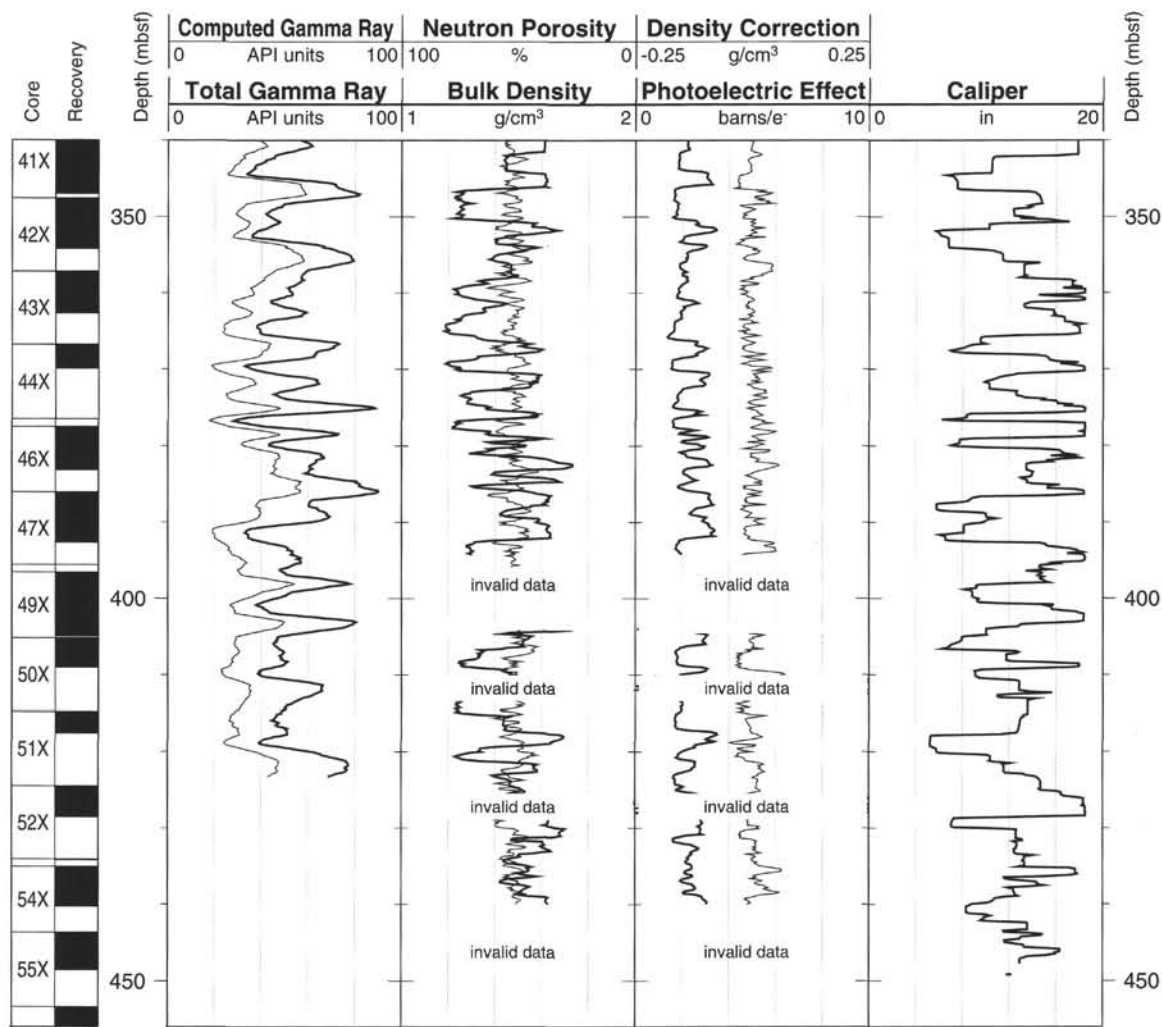 Computed Gamma Ray Neutron Porosity Density Correction
0 API units 100 100 % 0 -0.25 g/cm³ 0.25
Core Recovery Depth (mbsf) Total Gamma Ray Bulk Density Photoelectric Effect Caliper Depth (mbsf)
0 API units 100 1 g/cm³ 2 0 barns/e⁻ 10 0 in 20
41X
350 350
42X
43X
44X
46X
47X
invalid data invalid data
400 400
49X
50X
invalid data invalid data
51X
invalid data invalid data
52X
54X
invalid data invalid data
55X
450 450